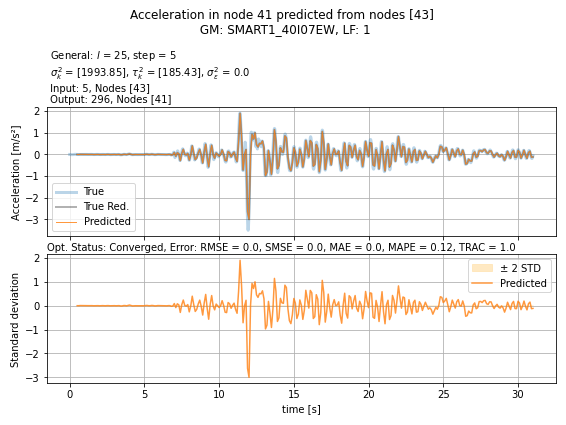 Acceleration in node 41 predicted from nodes [43]
GM: SMART1_40I07EW, LF: 1
General: l = 25, step = 5
σ²ₖ = [1993.85], τ²ₖ = [185.43], σ²_ε = 0.0
Input: 5, Nodes [43]
Output: 296, Nodes [41]
Acceleration [m/s²]
2
1
0
−1
−2
−3
True
True Red.
Predicted
Opt. Status: Converged, Error: RMSE = 0.0, SMSE = 0.0, MAE = 0.0, MAPE = 0.12, TRAC = 1.0
Standard deviation
2
1
0
−1
−2
−3
± 2 STD
Predicted
0 5 10 15 20 25 30
time [s]